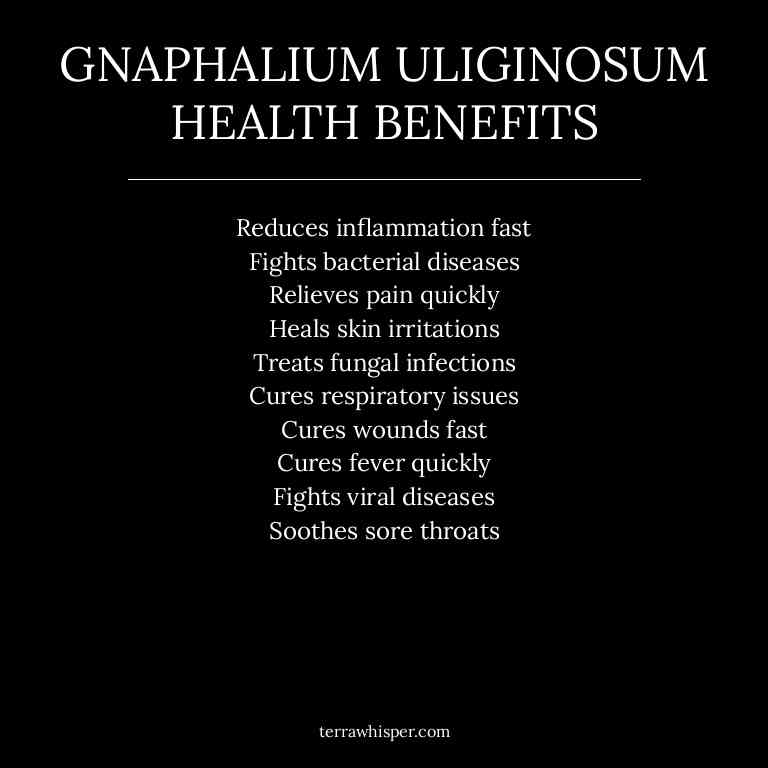 GNAPHALIUM ULIGINOSUM
HEALTH BENEFITS
Reduces inflammation fast
Fights bacterial diseases
Relieves pain quickly
Heals skin irritations
Treats fungal infections
Cures respiratory issues
Cures wounds fast
Cures fever quickly
Fights viral diseases
Soothes sore throats
terrawhisper.com